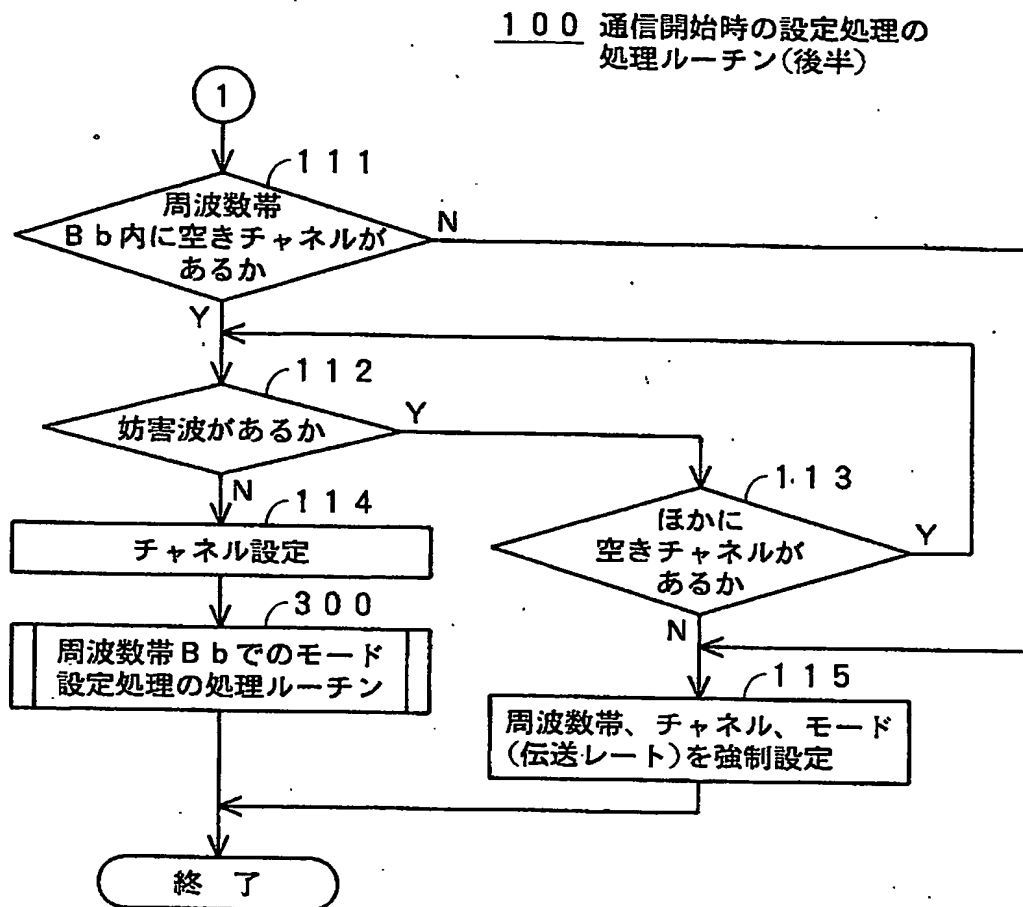 100 通信開始時の設定処理の
処理ルーチン(後半)
1
111
周波数帯
Bb内に空きチャネルが
あるか
N
Y
112
妨害波があるか
Y
N
113
ほかに
空きチャネルが
あるか
Y
N
114
チャネル設定
300
周波数帯Bbでのモード
設定処理の処理ルーチン
115
周波数帯、チャネル、モード
(伝送レート)を強制設定
終 了